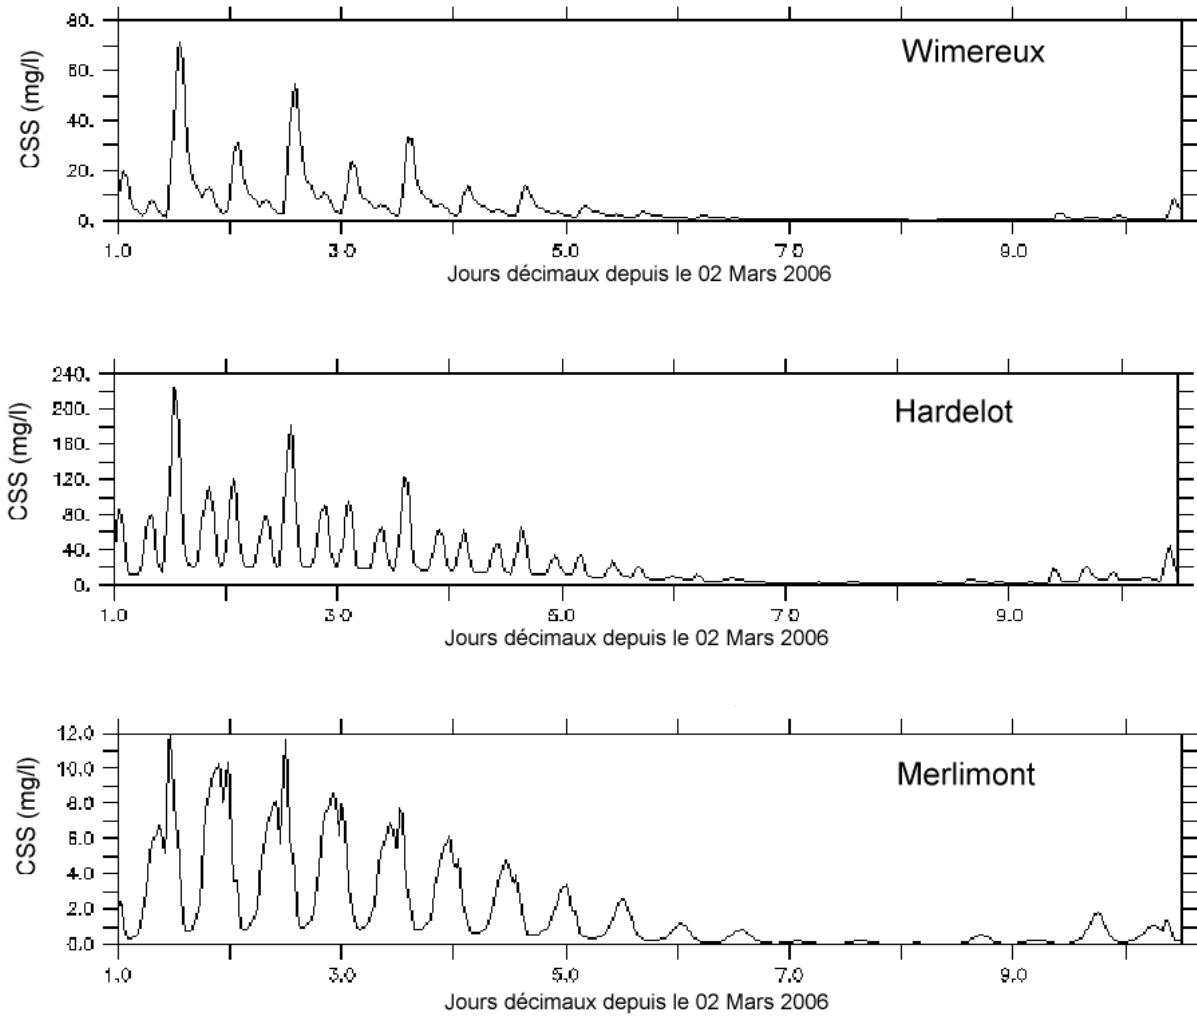 80.
60.
40.
20.
0.
CSS (mg/l)
Wimereux
1.0 3.0 5.0 7.0 9.0
Jours décimaux depuis le 02 Mars 2006
240.
200.
160.
120.
80.
40.
0.
CSS (mg/l)
Hardelot
1.0 3.0 5.0 7.0 9.0
Jours décimaux depuis le 02 Mars 2006
12.0
10.0
8.0
6.0
4.0
2.0
0.0
CSS (mg/l)
Merlimont
1.0 3.0 5.0 7.0 9.0
Jours décimaux depuis le 02 Mars 2006